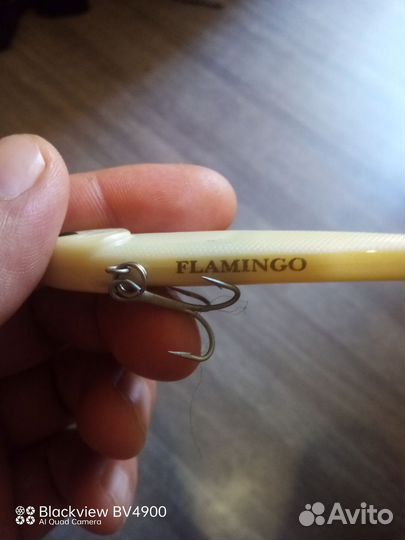 FLAMINGO
Blackview BV4900
AI Quad Camera
Avito